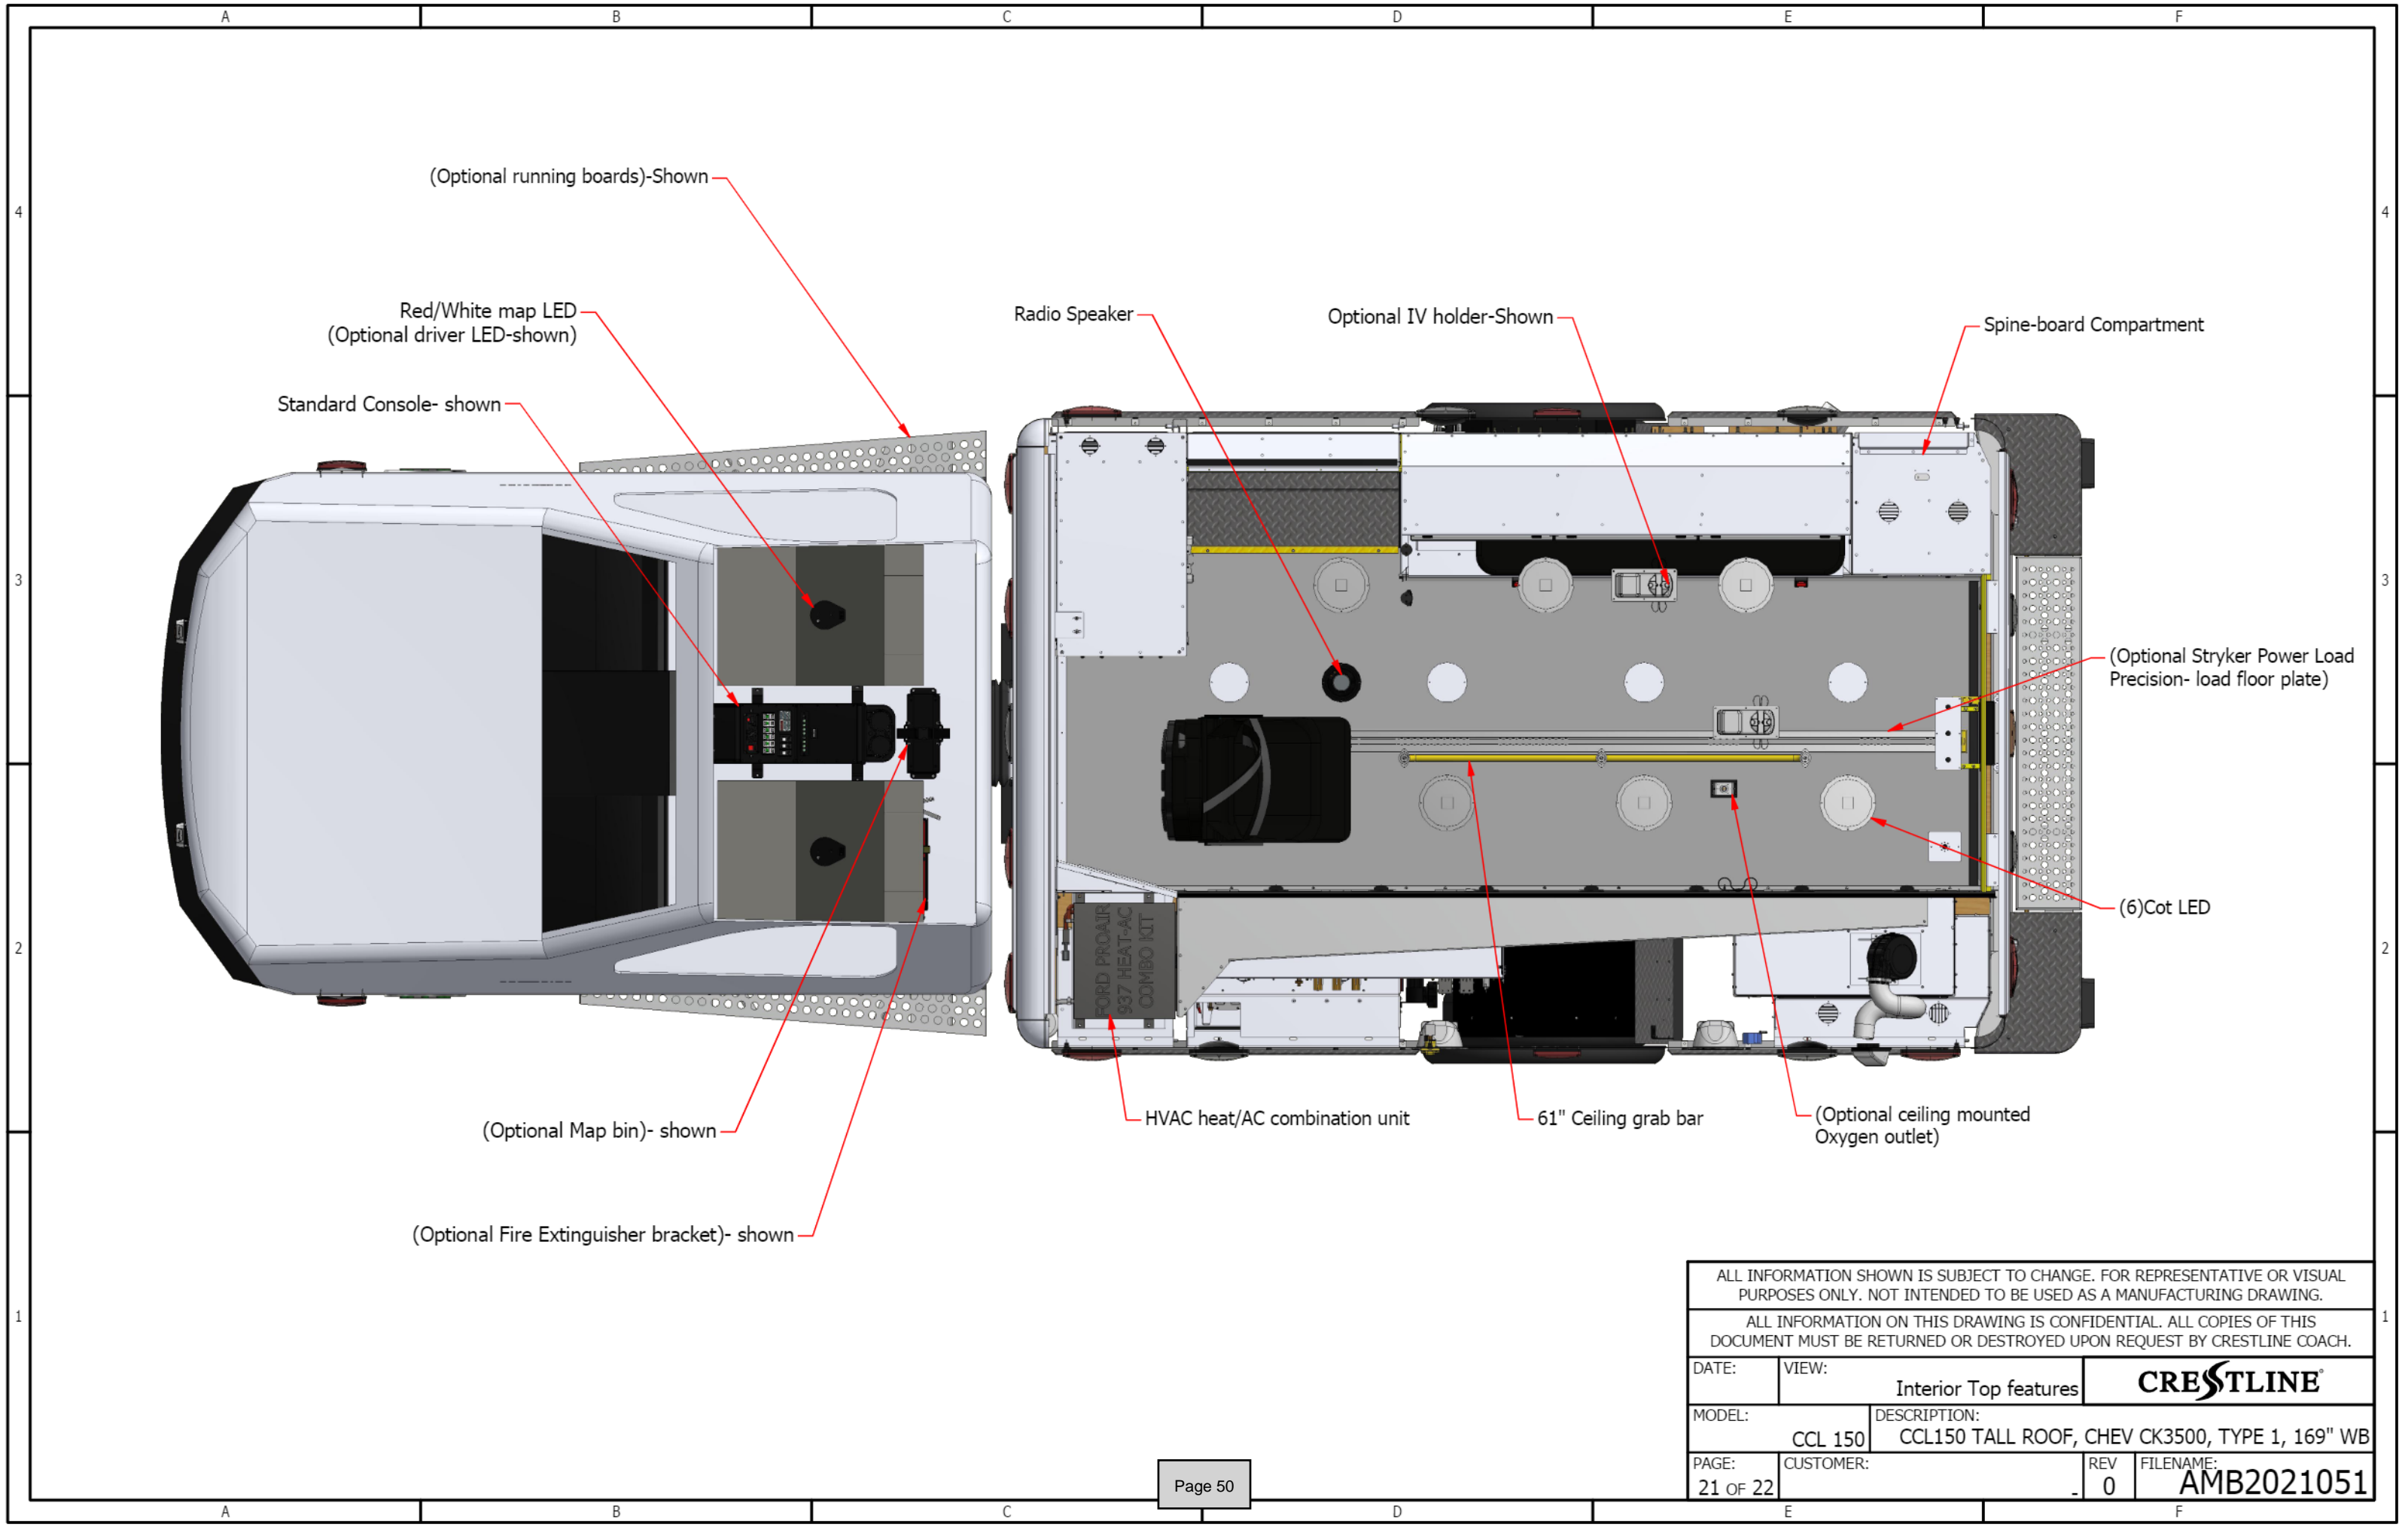 A B C D E F
(Optional running boards)-Shown
4 4
Red/White map LED
(Optional driver LED-shown)
Radio Speaker
Optional IV holder-Shown
Spine-board Compartment
Standard Console- shown
3 3
(Optional Stryker Power Load
Precision- load floor plate)
(6)Cot LED
2 2
FORD PROAIR
937 HEAT-AC
COMBO KIT
(Optional Map bin)- shown
HVAC heat/AC combination unit
61" Ceiling grab bar
(Optional ceiling mounted
Oxygen outlet)
(Optional Fire Extinguisher bracket)- shown
1 1
ALL INFORMATION SHOWN IS SUBJECT TO CHANGE. FOR REPRESENTATIVE OR VISUAL
PURPOSES ONLY. NOT INTENDED TO BE USED AS A MANUFACTURING DRAWING.
ALL INFORMATION ON THIS DRAWING IS CONFIDENTIAL. ALL COPIES OF THIS
DOCUMENT MUST BE RETURNED OR DESTROYED UPON REQUEST BY CRESTLINE COACH.
DATE:
VIEW:
Interior Top features
CRESTLINE®
MODEL:
CCL 150
DESCRIPTION:
CCL150 TALL ROOF, CHEV CK3500, TYPE 1, 169" WB
PAGE:
21 OF 22
CUSTOMER:
-
REV
0
FILENAME:
AMB2021051
Page 50
A B C D E F